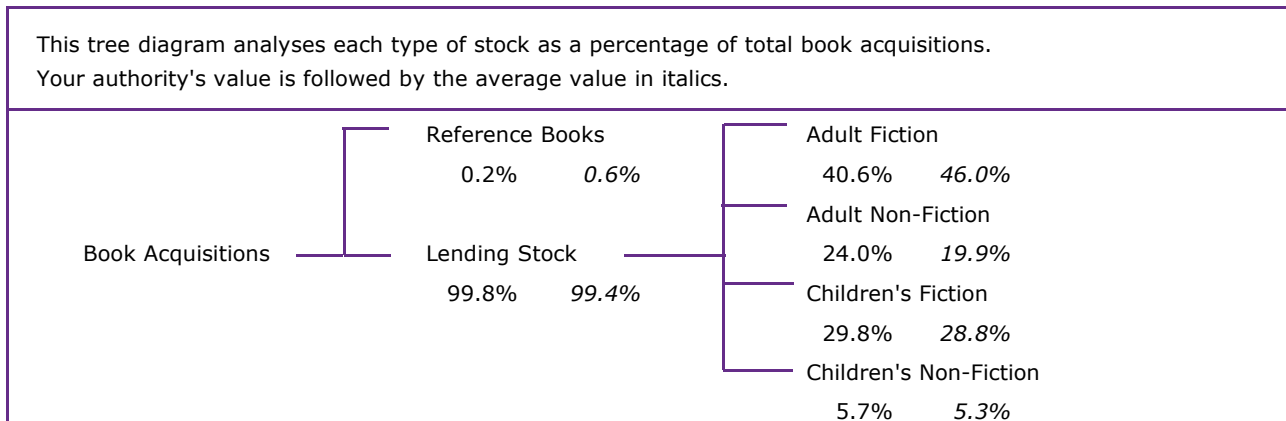 This tree diagram analyses each type of stock as a percentage of total book acquisitions.
Your authority's value is followed by the average value in italics.
Reference Books
0.2% 0.6%
Book Acquisitions
Lending Stock
99.8% 99.4%
Adult Fiction
40.6% 46.0%
Adult Non-Fiction
24.0% 19.9%
Children's Fiction
29.8% 28.8%
Children's Non-Fiction
5.7% 5.3%